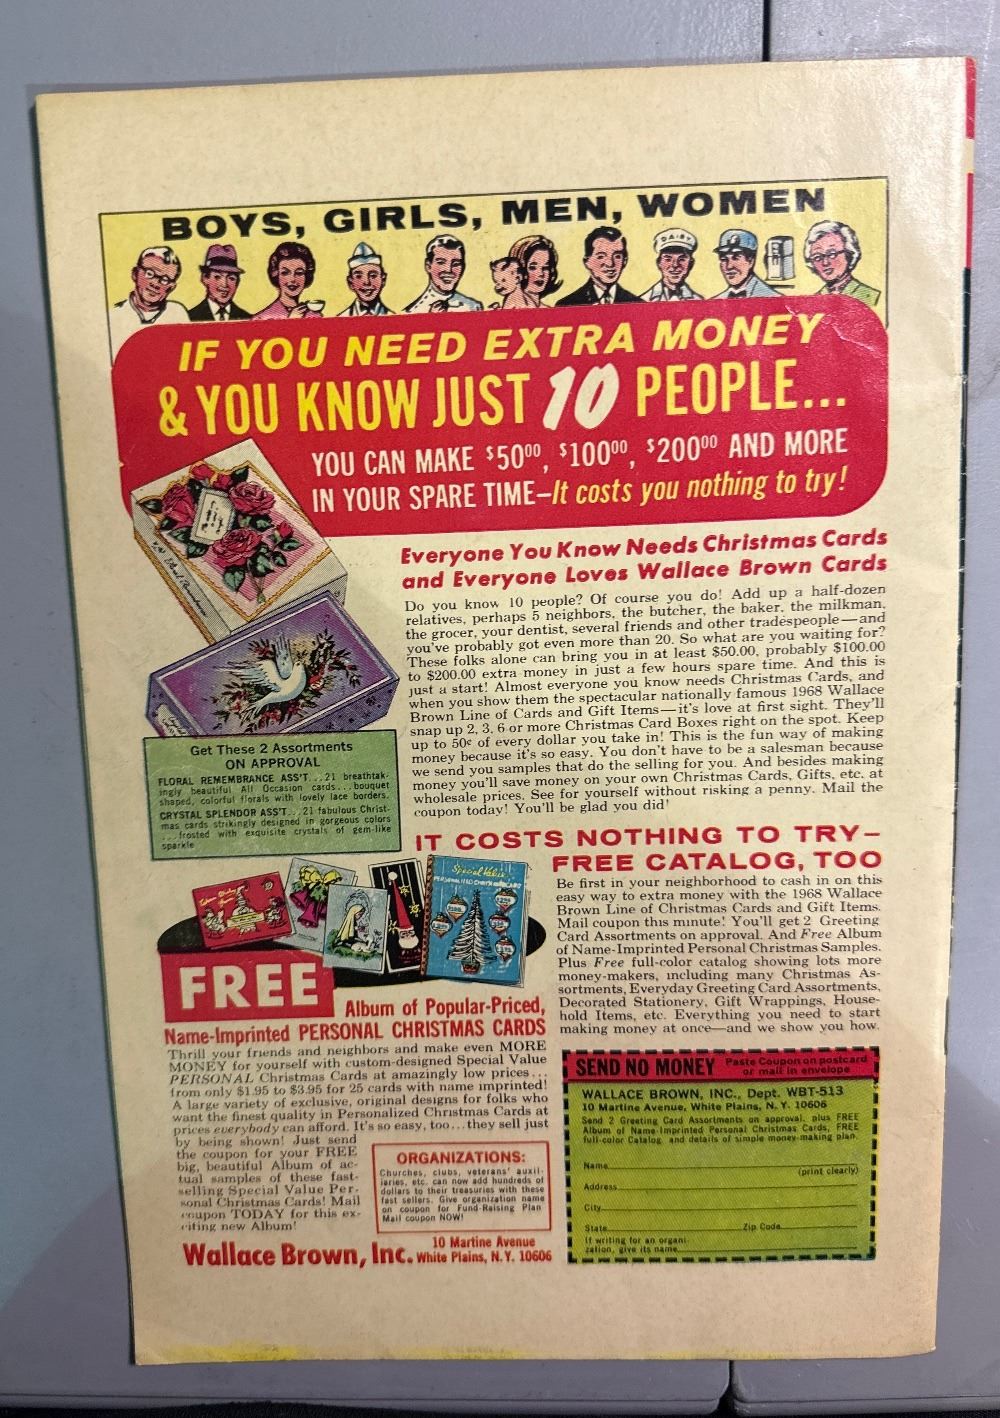 BOYS, GIRLS, MEN, WOMEN
DAIRY
IF YOU NEED EXTRA MONEY
& YOU KNOW JUST 10 PEOPLE...
YOU CAN MAKE $50⁰⁰, $100⁰⁰, $200⁰⁰ AND MORE
IN YOUR SPARE TIME—It costs you nothing to try!
Everyone You Know Needs Christmas Cards
and Everyone Loves Wallace Brown Cards
Do you know 10 people? Of course you do! Add up a half-dozen
relatives, perhaps 5 neighbors, the butcher, the baker, the milkman,
the grocer, your dentist, several friends and other tradespeople—and
you've probably got even more than 20. So what are you waiting for?
These folks alone can bring you in at least $50.00, probably $100.00
to $200.00 extra money in just a few hours spare time. And this is
just a start! Almost everyone you know needs Christmas Cards, and
when you show them the spectacular nationally famous 1968 Wallace
Brown Line of Cards and Gift Items—it's love at first sight. They'll
snap up 2, 3, 6 or more Christmas Card Boxes right on the spot. Keep
up to 50¢ of every dollar you take in! This is the fun way of making
money because it's so easy. You don't have to be a salesman because
we send you samples that do the selling for you. And besides making
money you'll save money on your own Christmas Cards, Gifts, etc. at
wholesale prices. See for yourself without risking a penny. Mail the
coupon today! You'll be glad you did!
Get These 2 Assortments
ON APPROVAL
FLORAL REMEMBRANCE ASS'T...21 breathtak-
ingly beautiful All Occasion cards...bouquet
shaped, colorful florals with lovely lace borders.
CRYSTAL SPLENDOR ASS'T...21 fabulous Christ-
mas cards strikingly designed in gorgeous colors
...frosted with exquisite crystals of gem-like
sparkle
IT COSTS NOTHING TO TRY—
FREE CATALOG, TOO
Be first in your neighborhood to cash in on this
easy way to extra money with the 1968 Wallace
Brown Line of Christmas Cards and Gift Items.
Mail coupon this minute! You'll get 2 Greeting
Card Assortments on approval. And Free Album
of Name-Imprinted Personal Christmas Samples.
Plus Free full-color catalog showing lots more
money-makers, including many Christmas As-
sortments, Everyday Greeting Card Assortments,
Decorated Stationery, Gift Wrappings, House-
hold Items, etc. Everything you need to start
making money at once—and we show you how.
Special Value
PERSONALIZED CHRISTMAS CARD
FREE
Album of Popular-Priced,
Name-Imprinted PERSONAL CHRISTMAS CARDS
Thrill your friends and neighbors and make even MORE
MONEY for yourself with custom-designed Special Value
PERSONAL Christmas Cards at amazingly low prices...
from only $1.95 to $3.95 for 25 cards with name imprinted!
A large variety of exclusive, original designs for folks who
want the finest quality in Personalized Christmas Cards at
prices everybody can afford. It's so easy, too...they sell just
by being shown! Just send
the coupon for your FREE
big, beautiful Album of ac-
tual samples of these fast-
selling Special Value Per-
sonal Christmas Cards! Mail
coupon TODAY for this ex-
citing new Album!
ORGANIZATIONS:
Churches, clubs, veterans' auxil-
iaries, etc. can now add hundreds of
dollars to their treasuries with these
fast sellers. Give organization name
on coupon for Fund-Raising Plan
Mail coupon NOW!
Wallace Brown, Inc. 10 Martine Avenue
White Plains, N.Y. 10606
SEND NO MONEY Paste Coupon on postcard
or mail in envelope
WALLACE BROWN, INC., Dept. WBT-513
10 Martine Avenue, White Plains, N. Y. 10606
Send 2 Greeting Card Assortments on approval, plus FREE
Album of Name-Imprinted Personal Christmas Cards, FREE
full-color Catalog, and details of simple money-making plan.
Name
(print clearly)
Address
City
State Zip Code
If writing for an organi-
zation, give its name